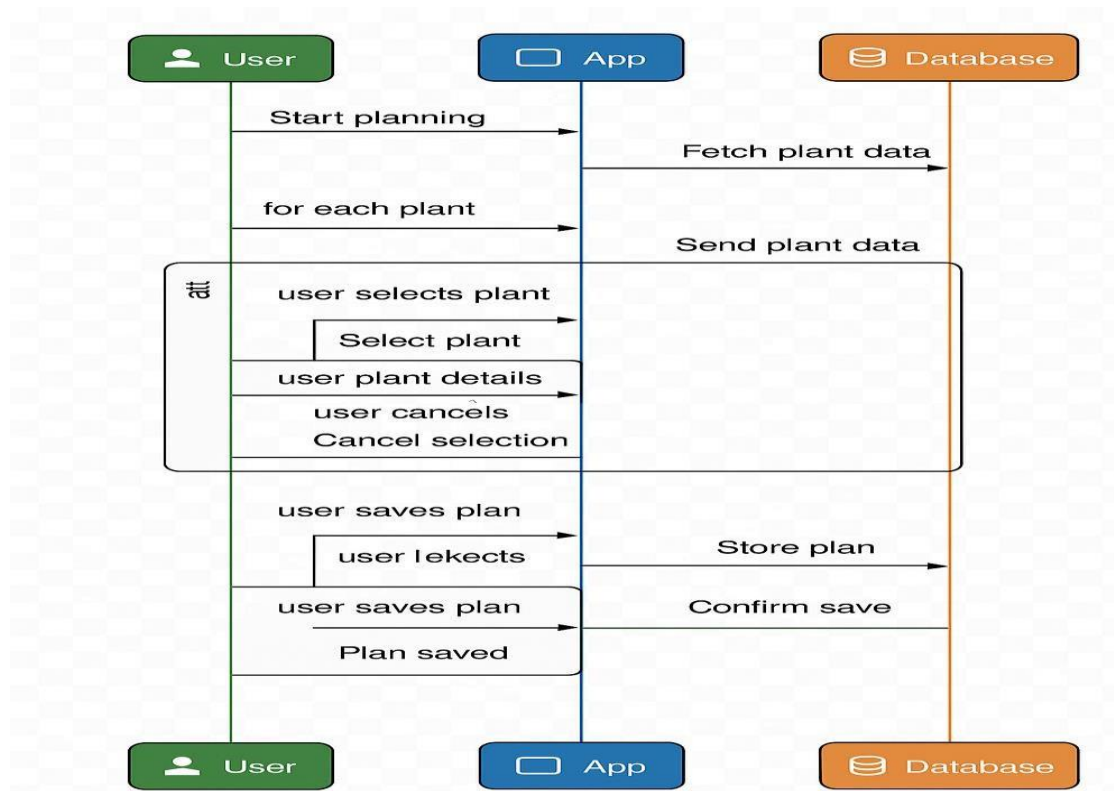 User
App
Database
Start planning
Fetch plant data
for each plant
Send plant data
att
user selects plant
Select plant
user plant details
user cancels
Cancel selection
user saves plan
user lekects
Store plan
user saves plan
Confirm save
Plan saved
User
App
Database